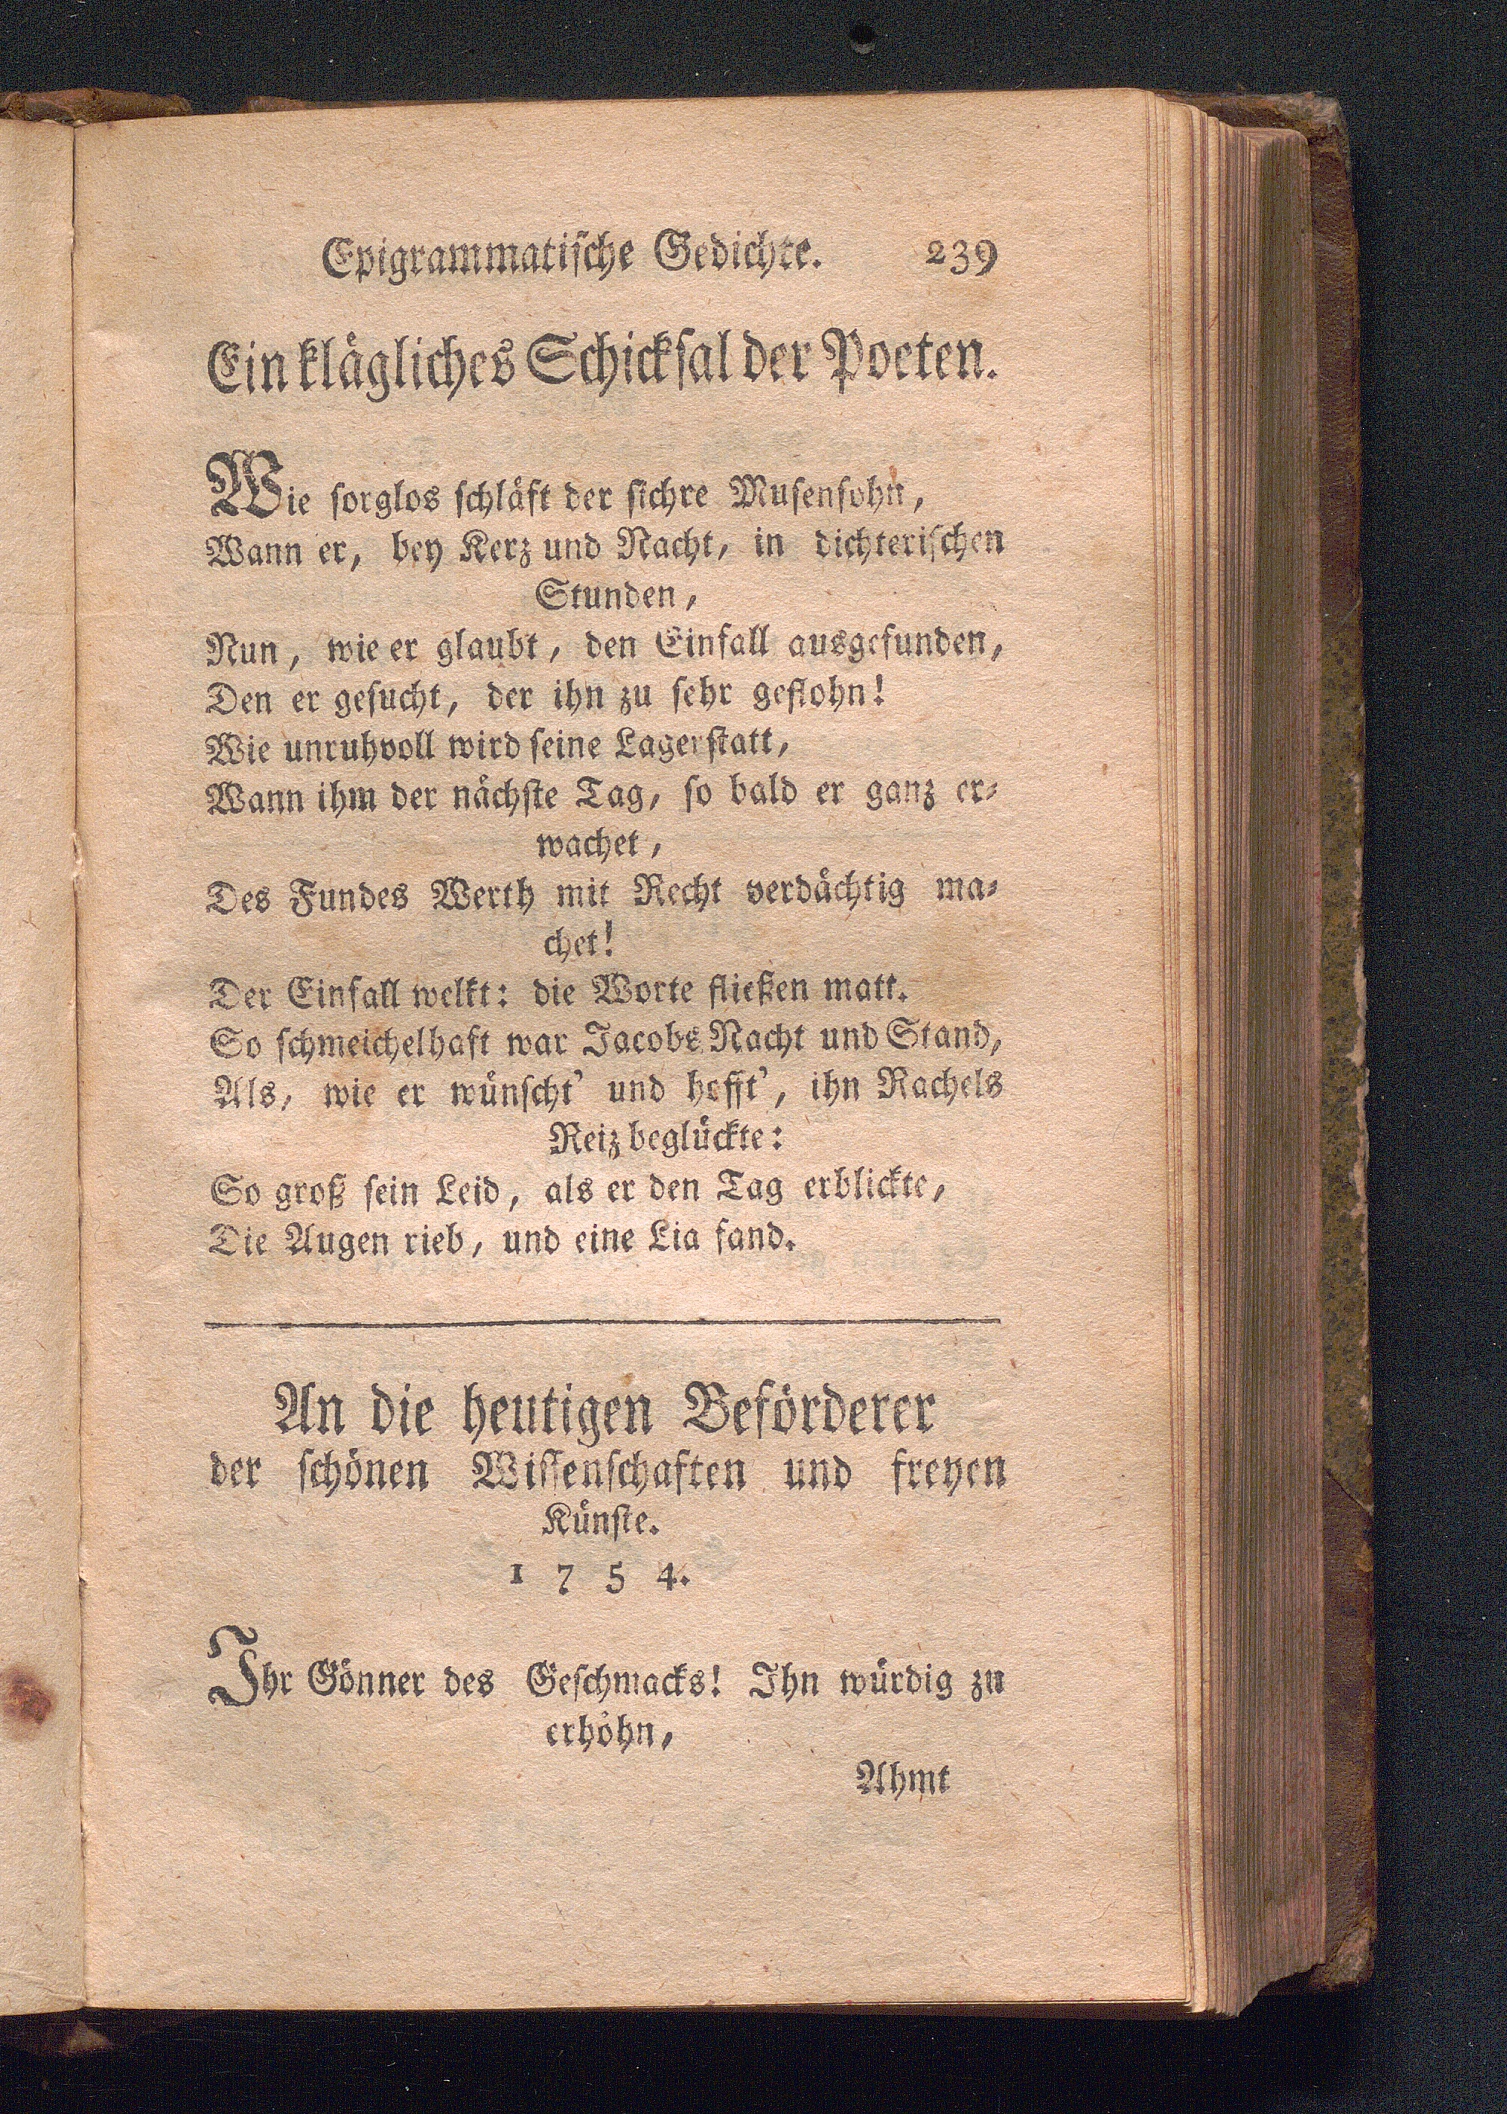 Epigrammatische Gedichte. 239
Ein klägliches Schicksal der Poeten.
Wie sorglos schläft der sichre Musensohn,
Wann er, bey Kerz und Nacht, in dichterischen
Stunden,
Nun, wie er glaubt, den Einfall ausgefunden,
Den er gesucht, der ihn zu sehr geflohn!
Wie unruhvoll wird seine Lagerstatt,
Wann ihm der nächste Tag, so bald er ganz er-
wachet,
Des Fundes Werth mit Recht verdächtig ma-
chet!
Der Einfall welkt: die Worte fließen matt.
So schmeichelhaft war Jacobs Nacht und Stand,
Als, wie er wünscht' und hofft', ihn Rachels
Reiz beglückte:
So groß sein Leid, als er den Tag erblickte,
Die Augen rieb, und eine Lia fand.
An die heutigen Beförderer
der schönen Wissenschaften und freyen
Künste.
1754.
Ihr Gönner des Geschmacks! Ihn würdig zu
erhöhn,
Ahmt